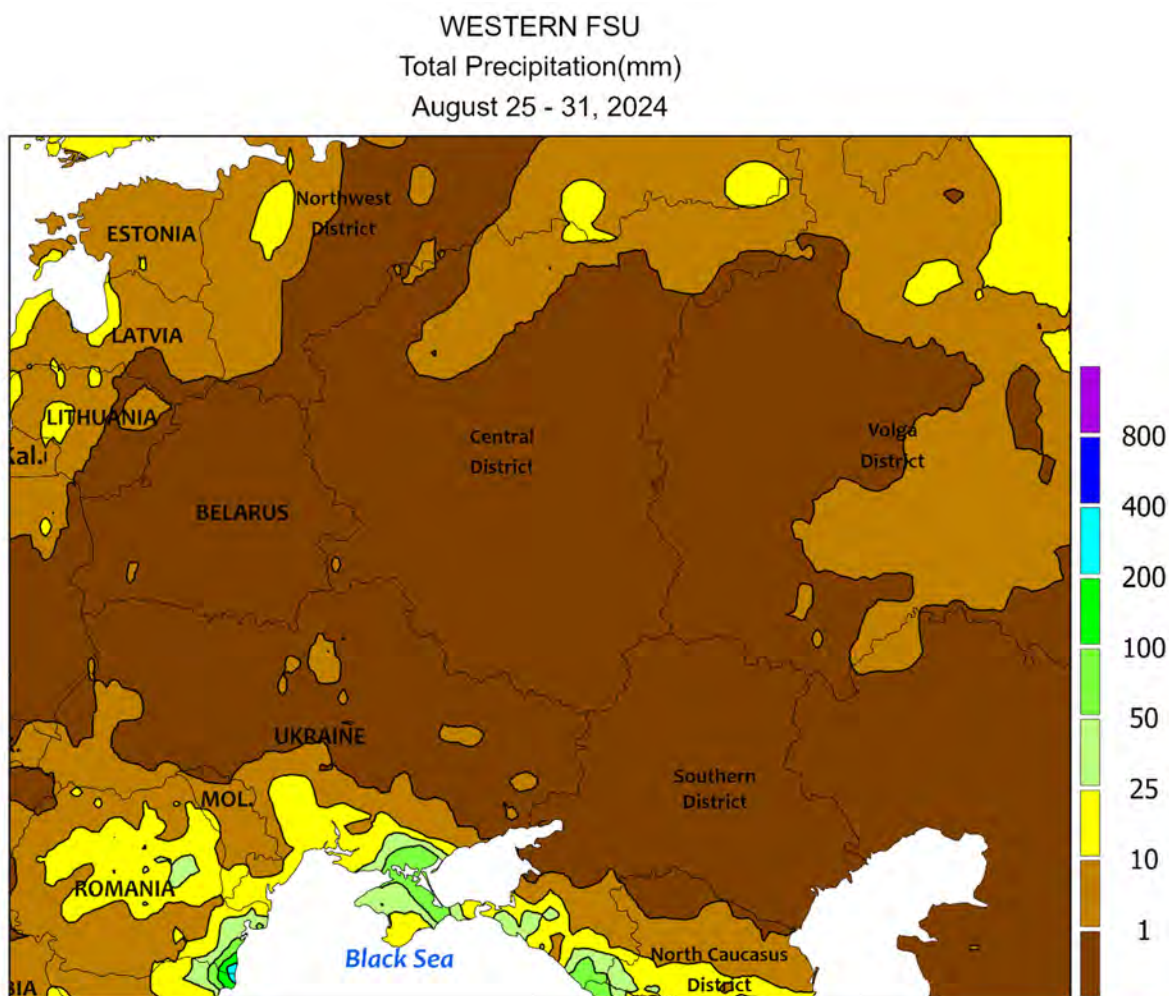 WESTERN FSU
Total Precipitation(mm)
August 25 - 31, 2024
Northwest
District
ESTONIA
LATVIA
LITHUANIA
Kal.
Central
District
Volga
District
BELARUS
UKRAINE
MOL.
Southern
District
ROMANIA
Black Sea
North Caucasus
District
800
400
200
100
50
25
10
1